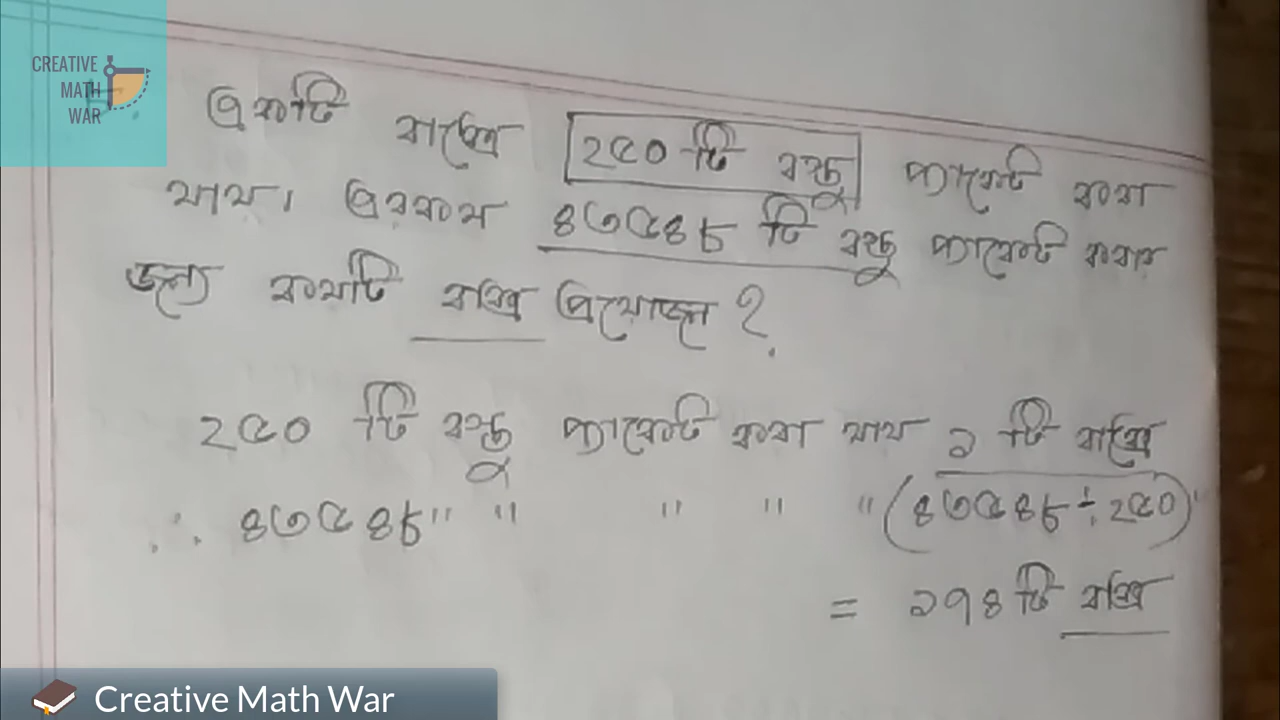 CREATIVE
MATH
WAR
একটি বাক্সে ২৫০ টি বস্তু প্যাকেট করা
যায়। এরকম ৪৩৫৪৮ টি বস্তু প্যাকেট করার
জন্য কয়টি বাক্স প্রয়োজন?
২৫০ টি বস্তু প্যাকেট করা যায় ১ টি বাক্সে
∴ ৪৩৫৪৮ " " " " " (৪৩৫৪৮ ÷ ২৫০) "
= ১৭৪ টি বাক্স
Creative Math War